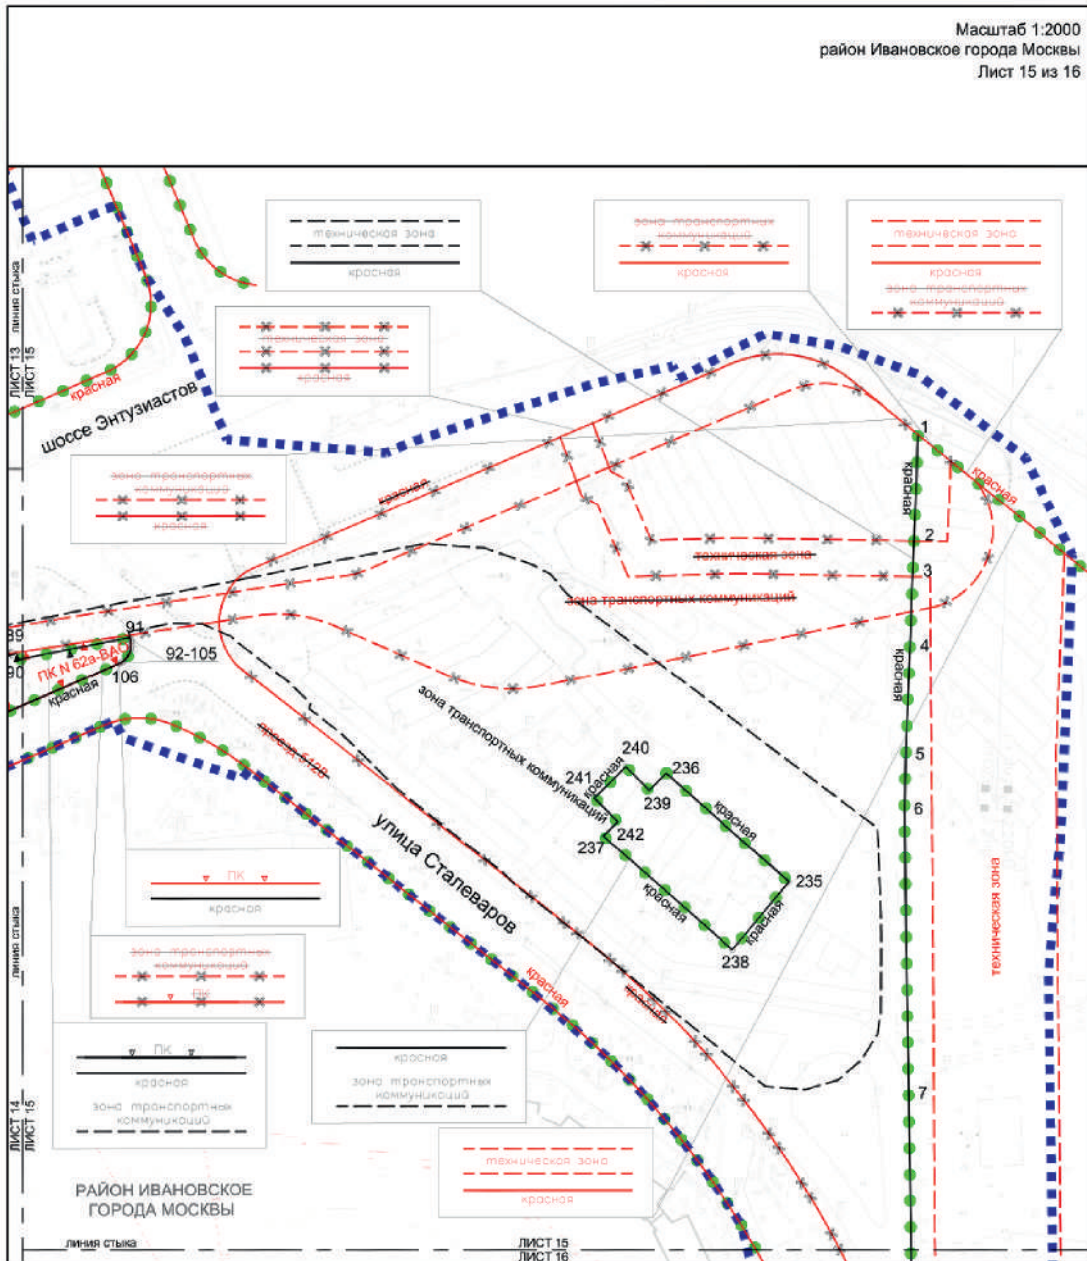 Масштаб 1:2000
район Ивановское города Москвы
Лист 15 из 16
техническая зона
красная
зона транспортных
коммуникаций
красная
техническая зона
красная
зона транспортных
коммуникаций
техническая зона
красная
ЛИСТ 13
линия стыка
ЛИСТ 15
красная
шоссе Энтузиастов
зона транспортных
коммуникаций
красная
красная
1
красная
красная
2
3
техническая зона
зона транспортных коммуникаций
89
91
90
ПК N 62а-ВАО
92-105
106
красная
4
красная
зона транспортных коммуникаций
проезд 6120
5
6
240
236
241
красная
239
красная
242
237
235
красная
красная
238
улица Сталеваров
ПК
красная
линия стыка
техническая зона
зона транспортных
коммуникаций
ПК
красная
красная
ПК
красная
зона транспортных
коммуникаций
красная
зона транспортных
коммуникаций
7
ЛИСТ 14
ЛИСТ 15
техническая зона
красная
РАЙОН ИВАНОВСКОЕ
ГОРОДА МОСКВЫ
линия стыка
ЛИСТ 15
ЛИСТ 16